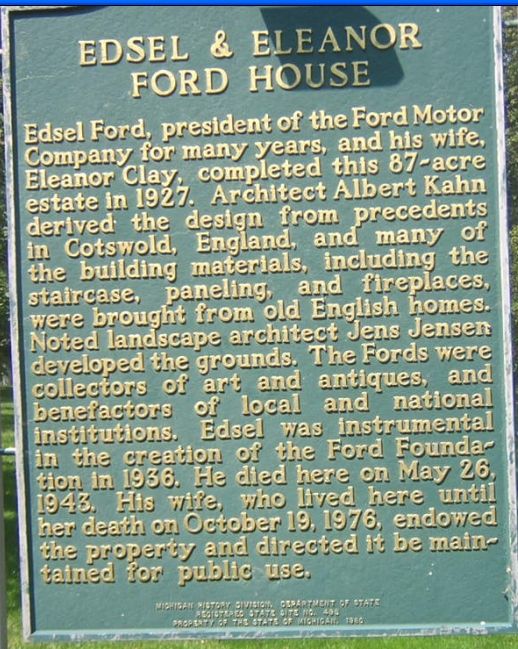 EDSEL & ELEANOR
FORD HOUSE
Edsel Ford, president of the Ford Motor
Company for many years, and his wife,
Eleanor Clay, completed this 87-acre
estate in 1927. Architect Albert Kahn
derived the design from precedents
in Cotswold, England, and many of
the building materials, including the
staircase, paneling, and fireplaces,
were brought from old English homes.
Noted landscape architect Jens Jensen
developed the grounds. The Fords were
collectors of art and antiques, and
benefactors of local and national
institutions. Edsel was instrumental
in the creation of the Ford Founda-
tion in 1936. He died here on May 26,
1943. His wife, who lived here until
her death on October 19, 1976, endowed
the property and directed it be main-
tained for public use.
MICHIGAN HISTORY DIVISION, DEPARTMENT OF STATE
REGISTERED STATE SITE NO.
PROPERTY OF THE STATE OF MICHIGAN, 1980